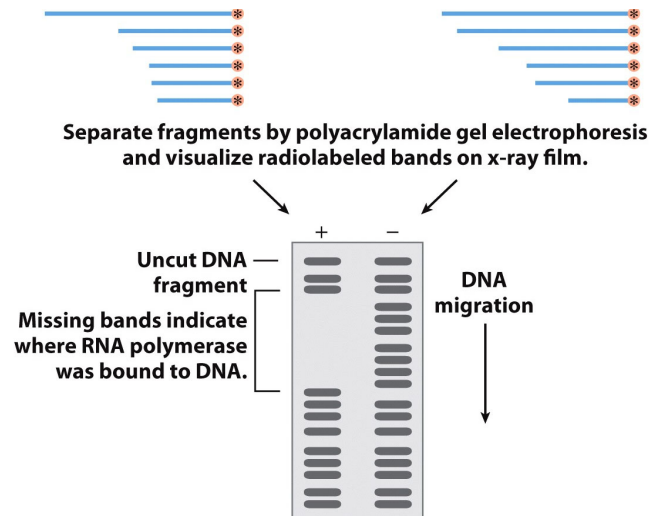 * *
* *
* *
* *
* *
* *
Separate fragments by polyacrylamide gel electrophoresis
and visualize radiolabeled bands on x-ray film.
+ −
Uncut DNA
fragment
DNA
migration
Missing bands indicate
where RNA polymerase
was bound to DNA.